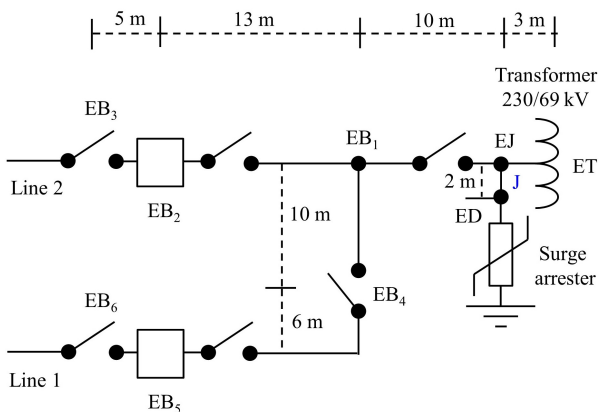 5 m
13 m
10 m
3 m
Transformer
230/69 kV
EB3
EB1
EJ
ET
Line 2
EB2
2 m
J
10 m
ED
Surge
arrester
EB4
EB6
6 m
Line 1
EB5